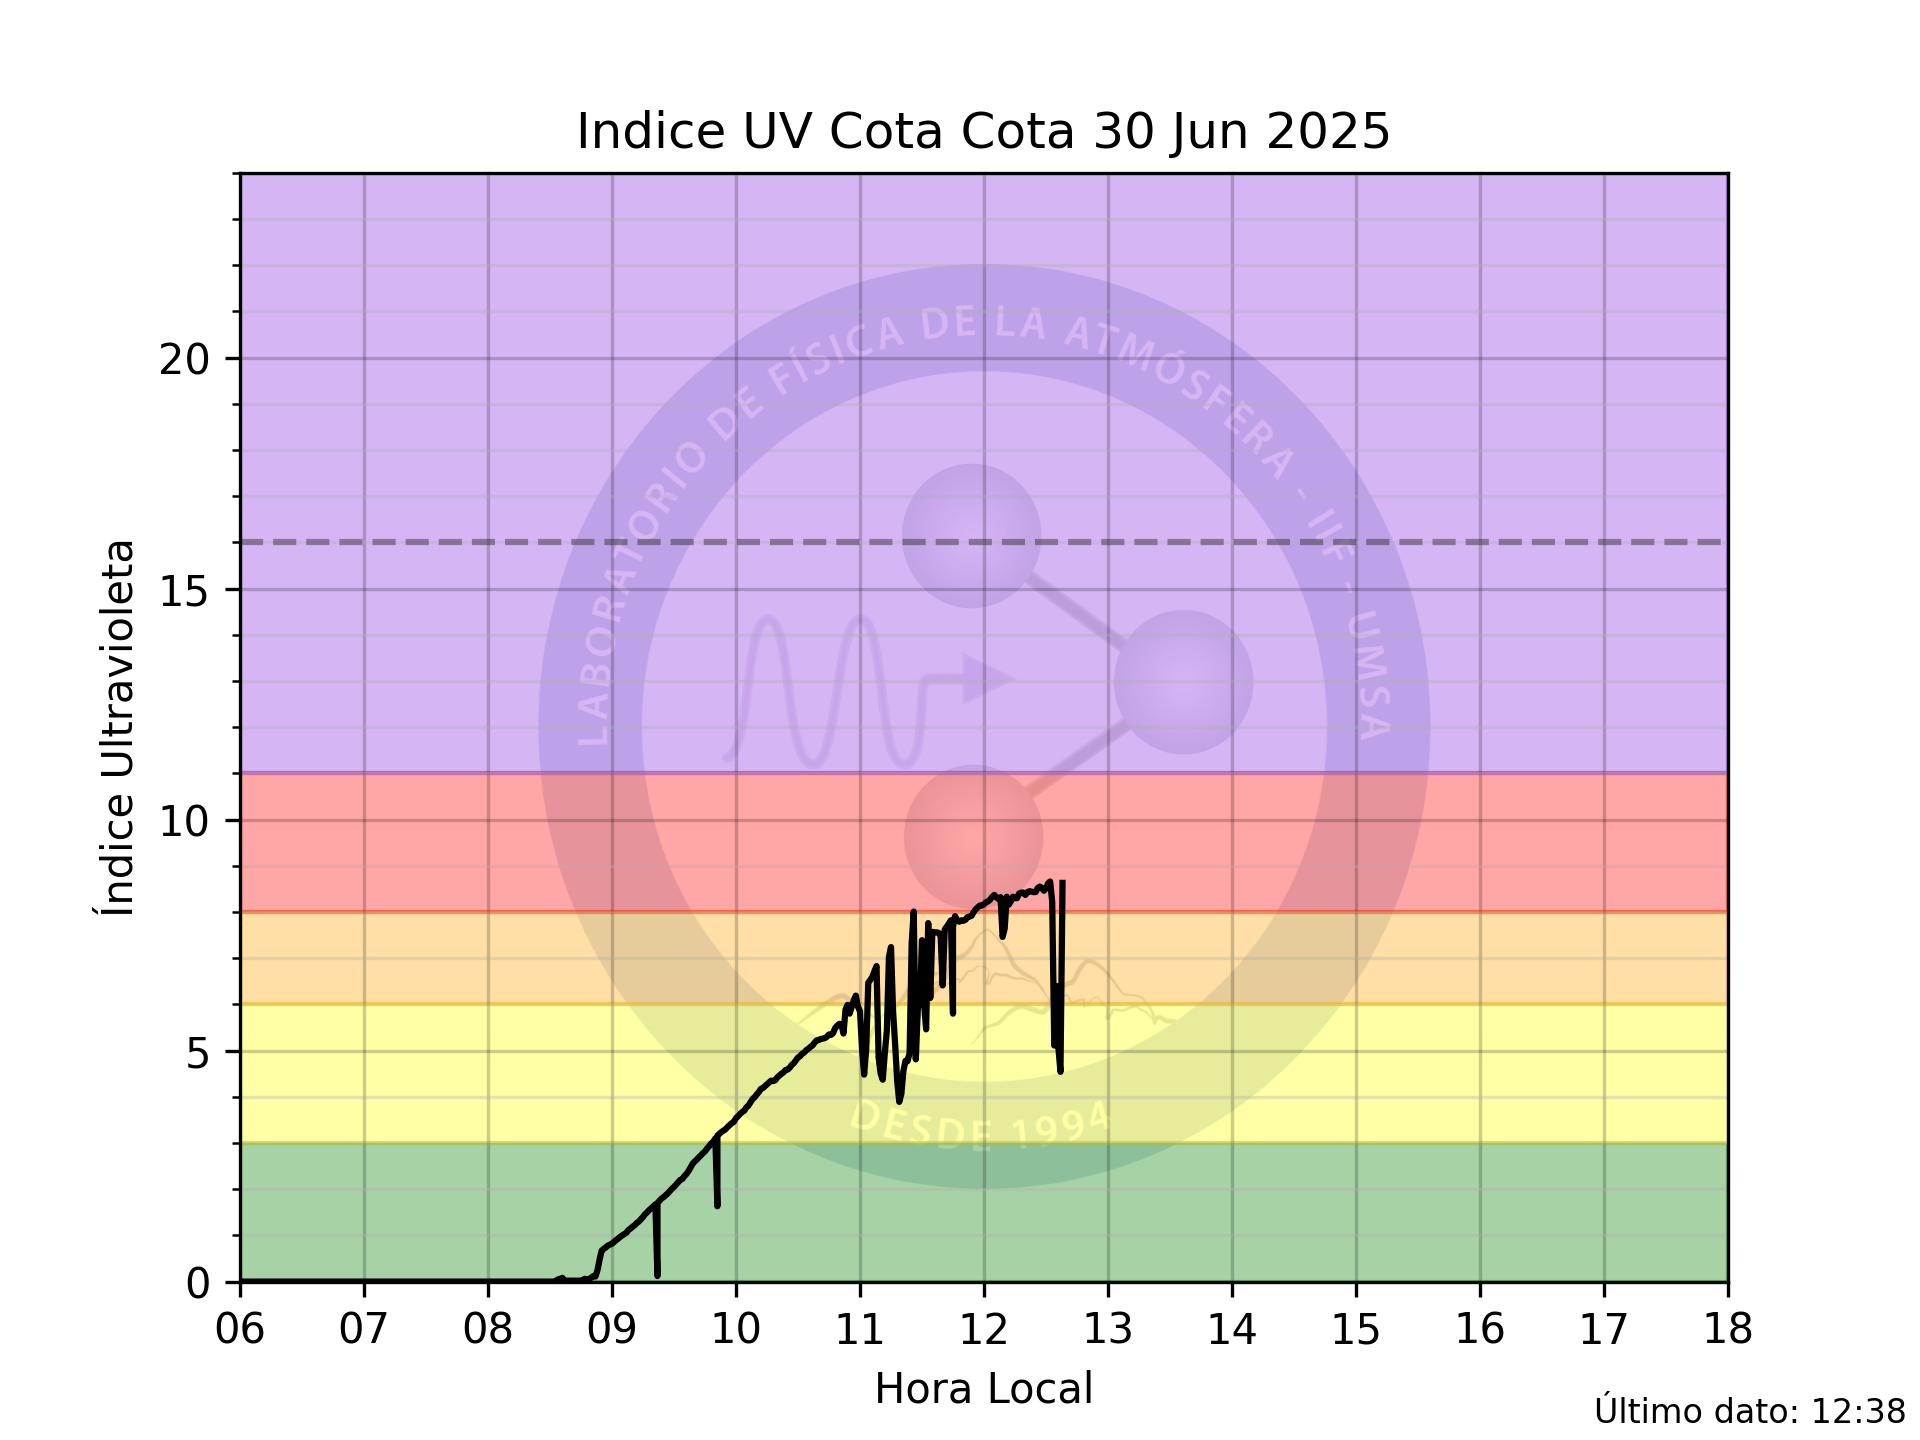 Indice UV Cota Cota 30 Jun 2025
LABORATORIO DE FÍSICA DE LA ATMÓSFERA - IIF - UMSA
DESDE 1994
Índice Ultravioleta
20
15
10
5
0
06 07 08 09 10 11 12 13 14 15 16 17 18
Hora Local
Último dato: 12:38